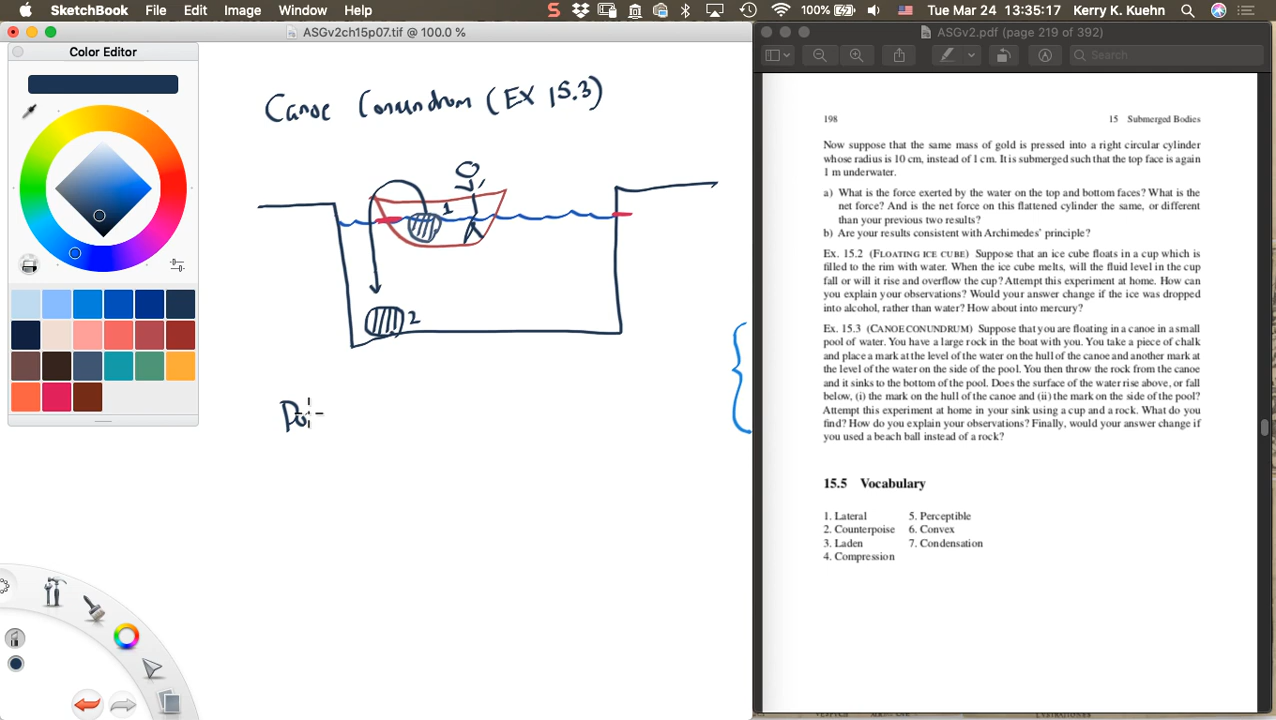 SketchBook File Edit Image Window Help 100% Tue Mar 24 13:35:17 Kerry K. Kuehn
ASGv2ch15p07.tif @ 100.0 %
ASGv2.pdf (page 219 of 392)
Search
Color Editor
Canoe Conundrum (EX 15.3)
1
2
198 15 Submerged Bodies
Now suppose that the same mass of gold is pressed into a right circular cylinder
whose radius is 10 cm, instead of 1 cm. It is submerged such that the top face is again
1 m underwater.
a) What is the force exerted by the water on the top and bottom faces? What is the
net force? And is the net force on this flattened cylinder the same, or different
than your previous two results?
b) Are your results consistent with Archimedes' principle?
Ex. 15.2 (FLOATING ICE CUBE) Suppose that an ice cube floats in a cup which is
filled to the rim with water. When the ice cube melts, will the fluid level in the cup
fall or will it rise and overflow the cup? Attempt this experiment at home. How can
you explain your observations? Would your answer change if the ice was dropped
into alcohol, rather than water? How about into mercury?
Ex. 15.3 (CANOE CONUNDRUM) Suppose that you are floating in a canoe in a small
pool of water. You have a large rock in the boat with you. You take a piece of chalk
and place a mark at the level of the water on the hull of the canoe and another mark at
the level of the water on the side of the pool. You then throw the rock from the canoe
and it sinks to the bottom of the pool. Does the surface of the water rise above, or fall
below, (i) the mark on the hull of the canoe and (ii) the mark on the side of the pool?
Attempt this experiment at home in your sink using a cup and a rock. What do you
find? How do you explain your observations? Finally, would your answer change if
you used a beach ball instead of a rock?
15.5 Vocabulary
1. Lateral 5. Perceptible
2. Counterpoise 6. Convex
3. Laden 7. Condensation
4. Compression